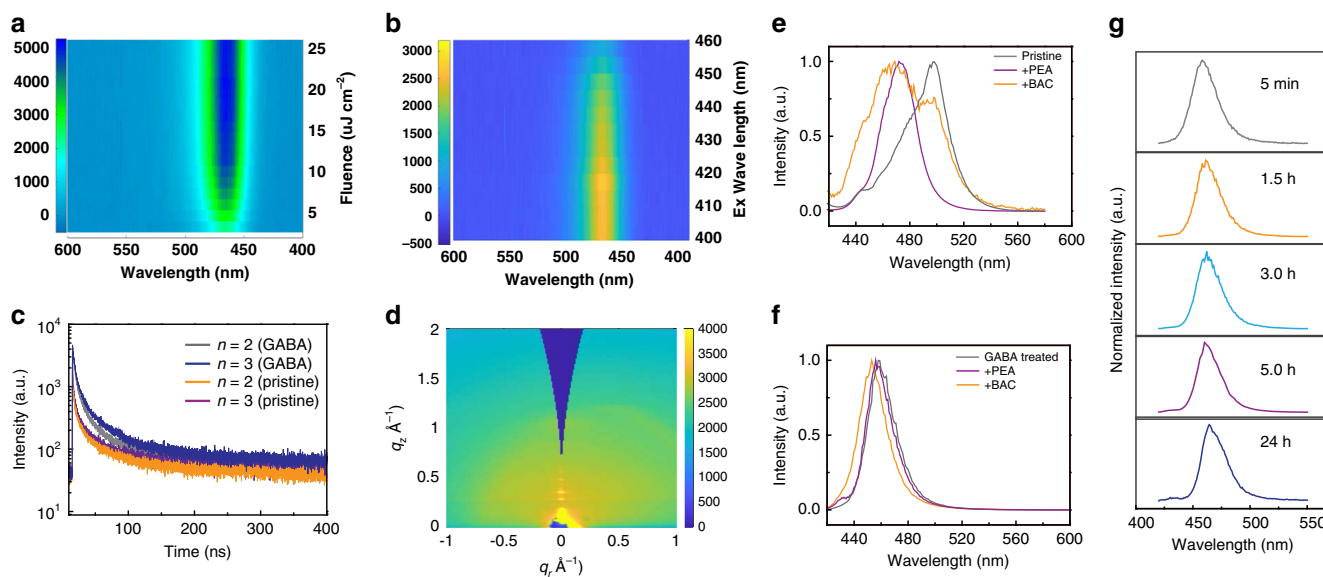 a
5000
4000
3000
2000
1000
0
25
20
15
10
5
Fluence (uJ cm⁻²)
600 550 500 450 400
Wavelength (nm)
b
3000
2500
2000
1500
1000
500
0
−500
460
450
440
430
420
410
400
Ex Wave length (nm)
600 550 500 450 400
Wavelength (nm)
c
10⁴
10³
10²
10¹
Intensity (a.u.)
n = 2 (GABA)
n = 3 (GABA)
n = 2 (pristine)
n = 3 (pristine)
100 200 300 400
Time (ns)
d
2
1.5
1
0.5
0
q_z Å⁻¹
-1 -0.5 0 0.5 1
q_r Å⁻¹
4000
3500
3000
2500
2000
1500
1000
500
0
e
1.0
0.5
0.0
Intensity (a.u.)
Pristine
+PEA
+BAC
440 480 520 560 600
Wavelength (nm)
f
1.0
0.5
0.0
Intensity (a.u.)
GABA treated
+PEA
+BAC
440 480 520 560 600
Wavelength (nm)
g
Normalized intensity (a.u.)
5 min
1.5 h
3.0 h
5.0 h
24 h
400 450 500 550
Wavelength (nm)